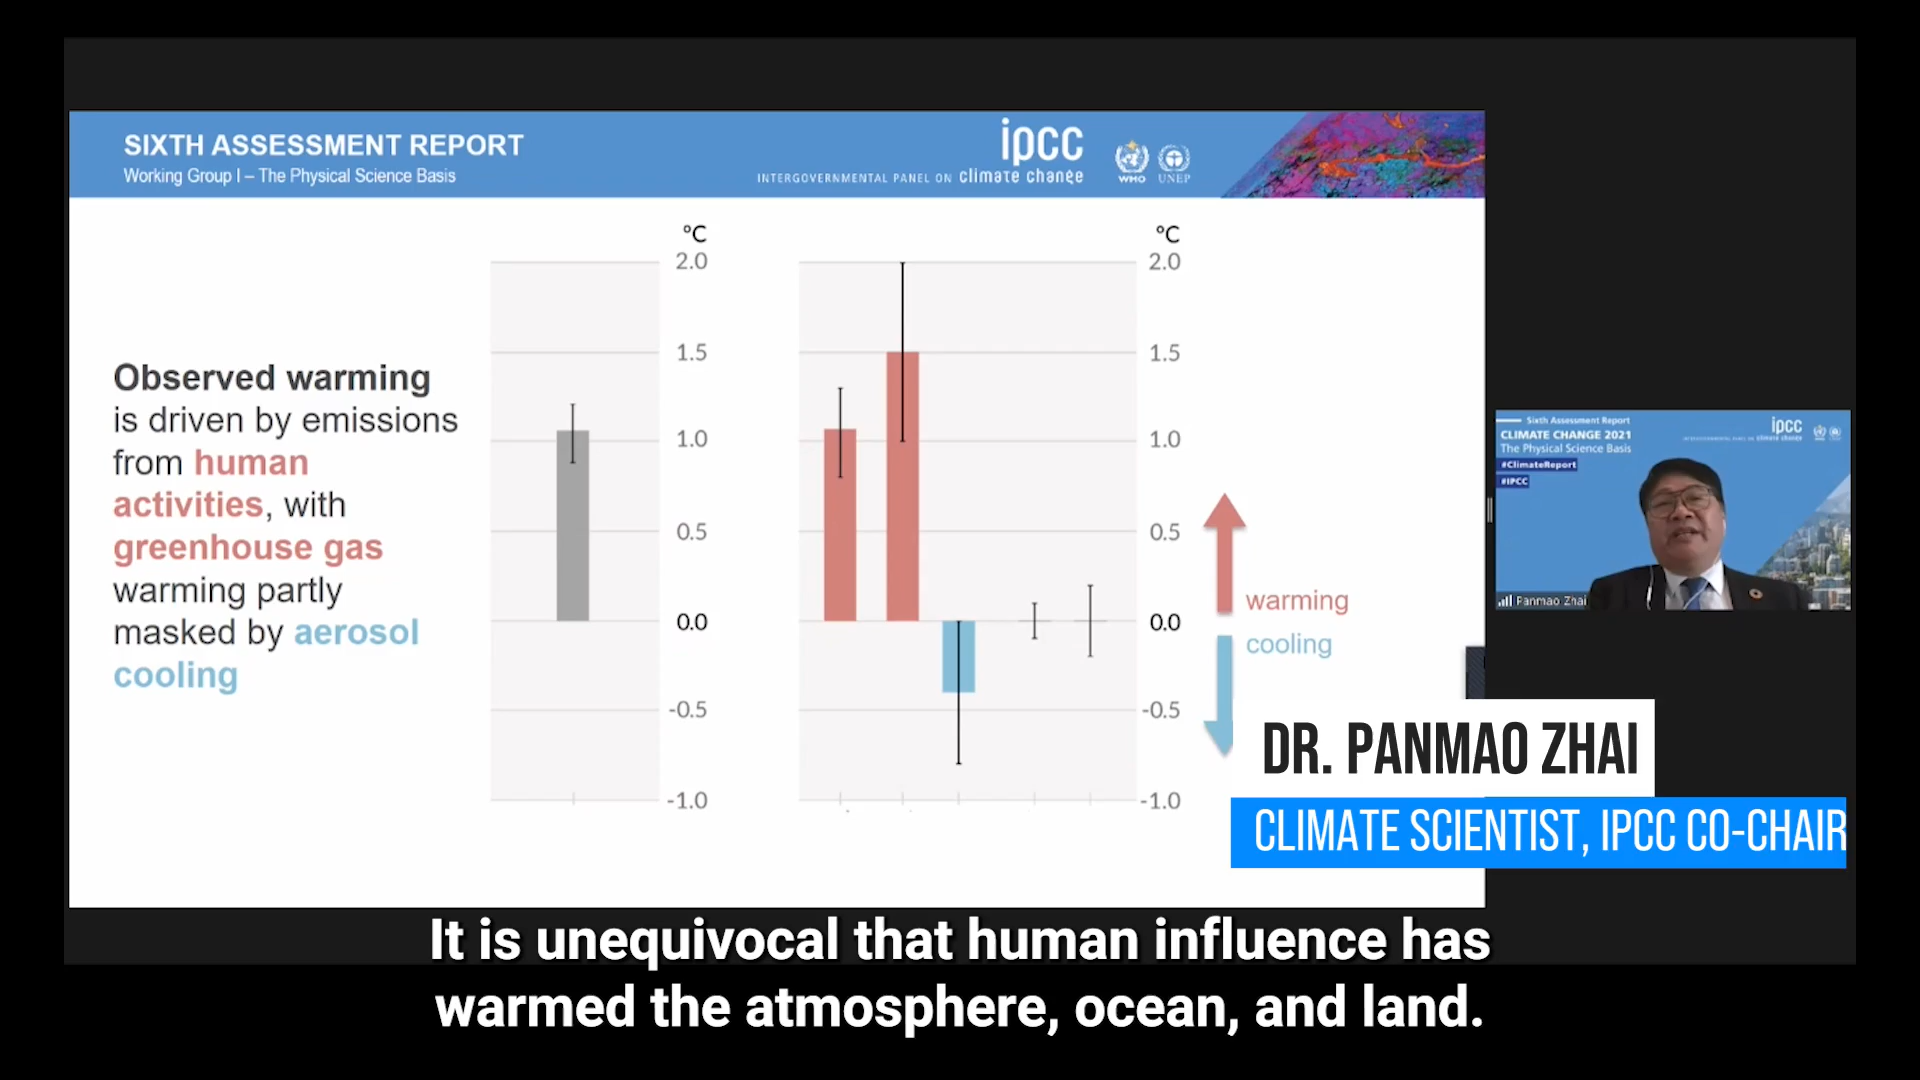 SIXTH ASSESSMENT REPORT
Working Group I – The Physical Science Basis
ipcc
INTERGOVERNMENTAL PANEL ON climate change
WMO
UNEP
Observed warming
is driven by emissions
from human
activities, with
greenhouse gas
warming partly
masked by aerosol
cooling
°C
2.0
1.5
1.0
0.5
0.0
-0.5
-1.0
°C
2.0
1.5
1.0
0.5
0.0
-0.5
-1.0
warming
cooling
Sixth Assessment Report
CLIMATE CHANGE 2021
The Physical Science Basis
#ClimateReport
#IPCC
ipcc
INTERGOVERNMENTAL PANEL ON climate change
Panmao Zhai
DR. PANMAO ZHAI
CLIMATE SCIENTIST, IPCC CO-CHAIR
It is unequivocal that human influence has
warmed the atmosphere, ocean, and land.